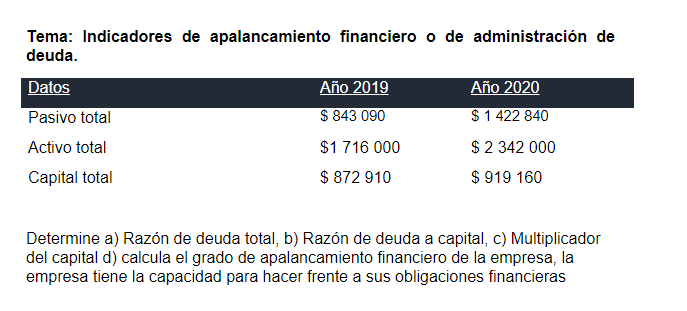 Tema: Indicadores de apalancamiento financiero o de administración de
deuda.
Datos Año 2019 Año 2020
Pasivo total $ 843 090 $ 1 422 840
Activo total $1 716 000 $ 2 342 000
Capital total $ 872 910 $ 919 160
Determine a) Razón de deuda total, b) Razón de deuda a capital, c) Multiplicador
del capital d) calcula el grado de apalancamiento financiero de la empresa, la
empresa tiene la capacidad para hacer frente a sus obligaciones financieras